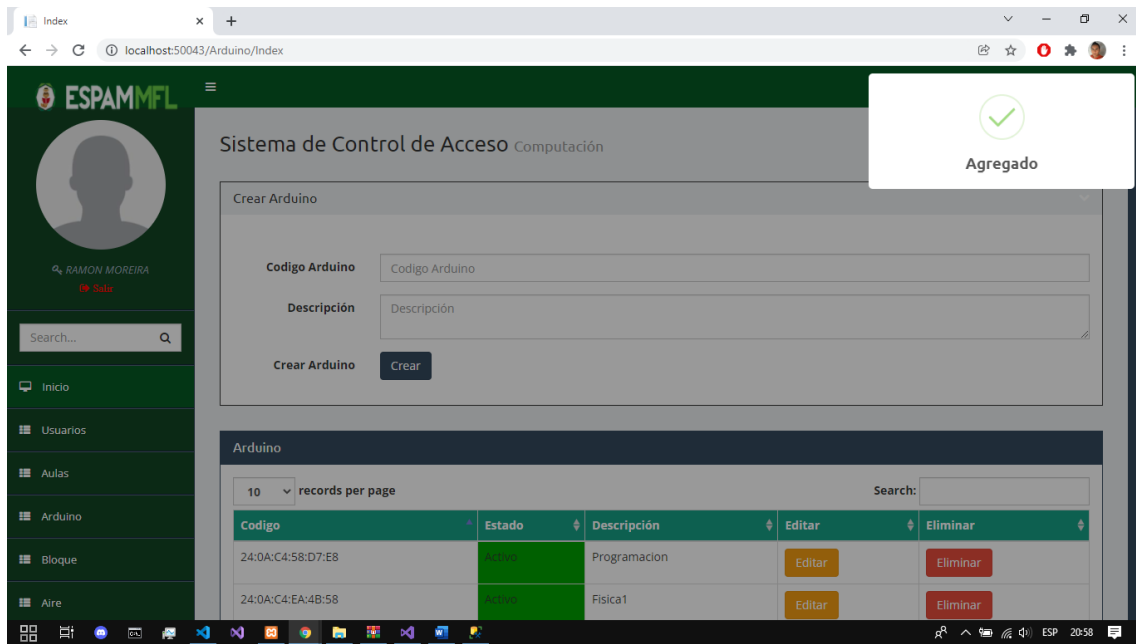 Index
localhost:50043/Arduino/Index
ESPAMMFL
Agregado
Sistema de Control de Acceso Computación
Crear Arduino
RAMON MOREIRA
Salir
Codigo Arduino Codigo Arduino
Descripción Descripción
Search...
Crear Arduino Crear
Inicio
Usuarios
Aulas
Arduino
Bloque
Aire
Arduino
10 records per page Search:
Codigo Estado Descripción Editar Eliminar
24:0A:C4:58:D7:E8 Activo Programacion Editar Eliminar
24:0A:C4:EA:4B:58 Activo Fisica1 Editar Eliminar
ESP 20:58